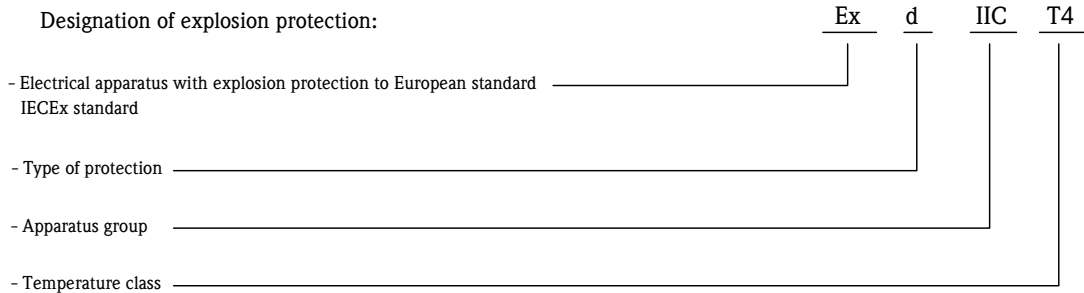 Designation of explosion protection: Ex d IIC T4
- Electrical apparatus with explosion protection to European standard
IECEx standard
- Type of protection
- Apparatus group
- Temperature class